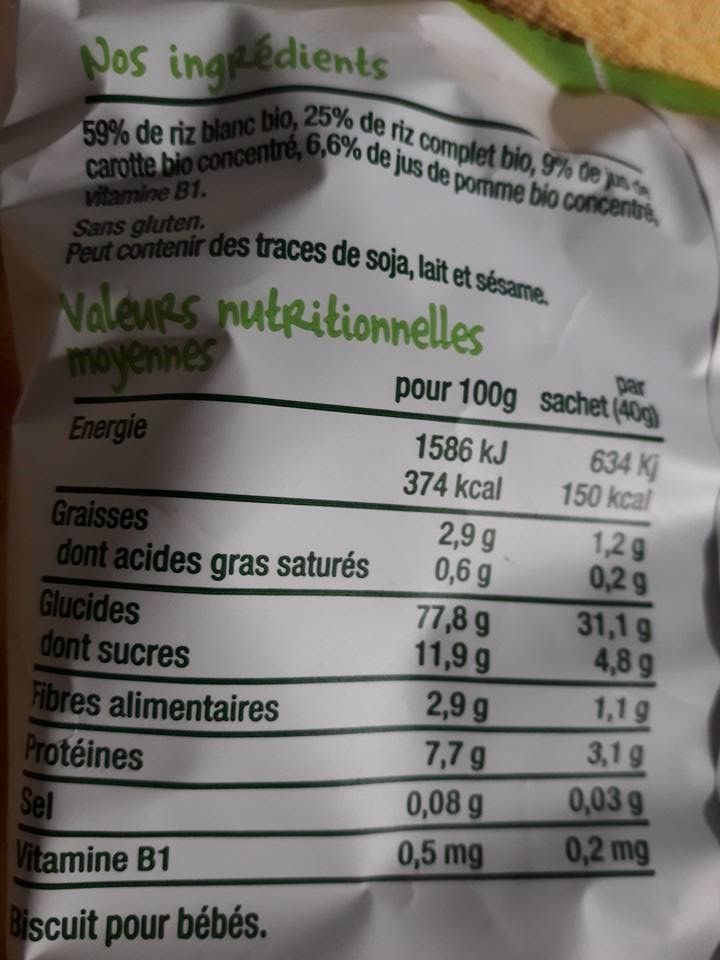 Nos ingrédients
59% de riz blanc bio, 25% de riz complet bio, 9% de jus de
carotte bio concentré, 6,6% de jus de pomme bio concentré,
vitamine B1.
Sans gluten.
Peut contenir des traces de soja, lait et sésame.
Valeurs nutritionnelles
moyennes
pour 100g par sachet (40g)
Energie 1586 kJ 634 Kj
374 kcal 150 kcal
Graisses 2,9 g 1,2 g
dont acides gras saturés 0,6 g 0,2 g
Glucides 77,8 g 31,1 g
dont sucres 11,9 g 4,8 g
Fibres alimentaires 2,9 g 1,1 g
Protéines 7,7 g 3,1 g
Sel 0,08 g 0,03 g
Vitamine B1 0,5 mg 0,2 mg
Biscuit pour bébés.